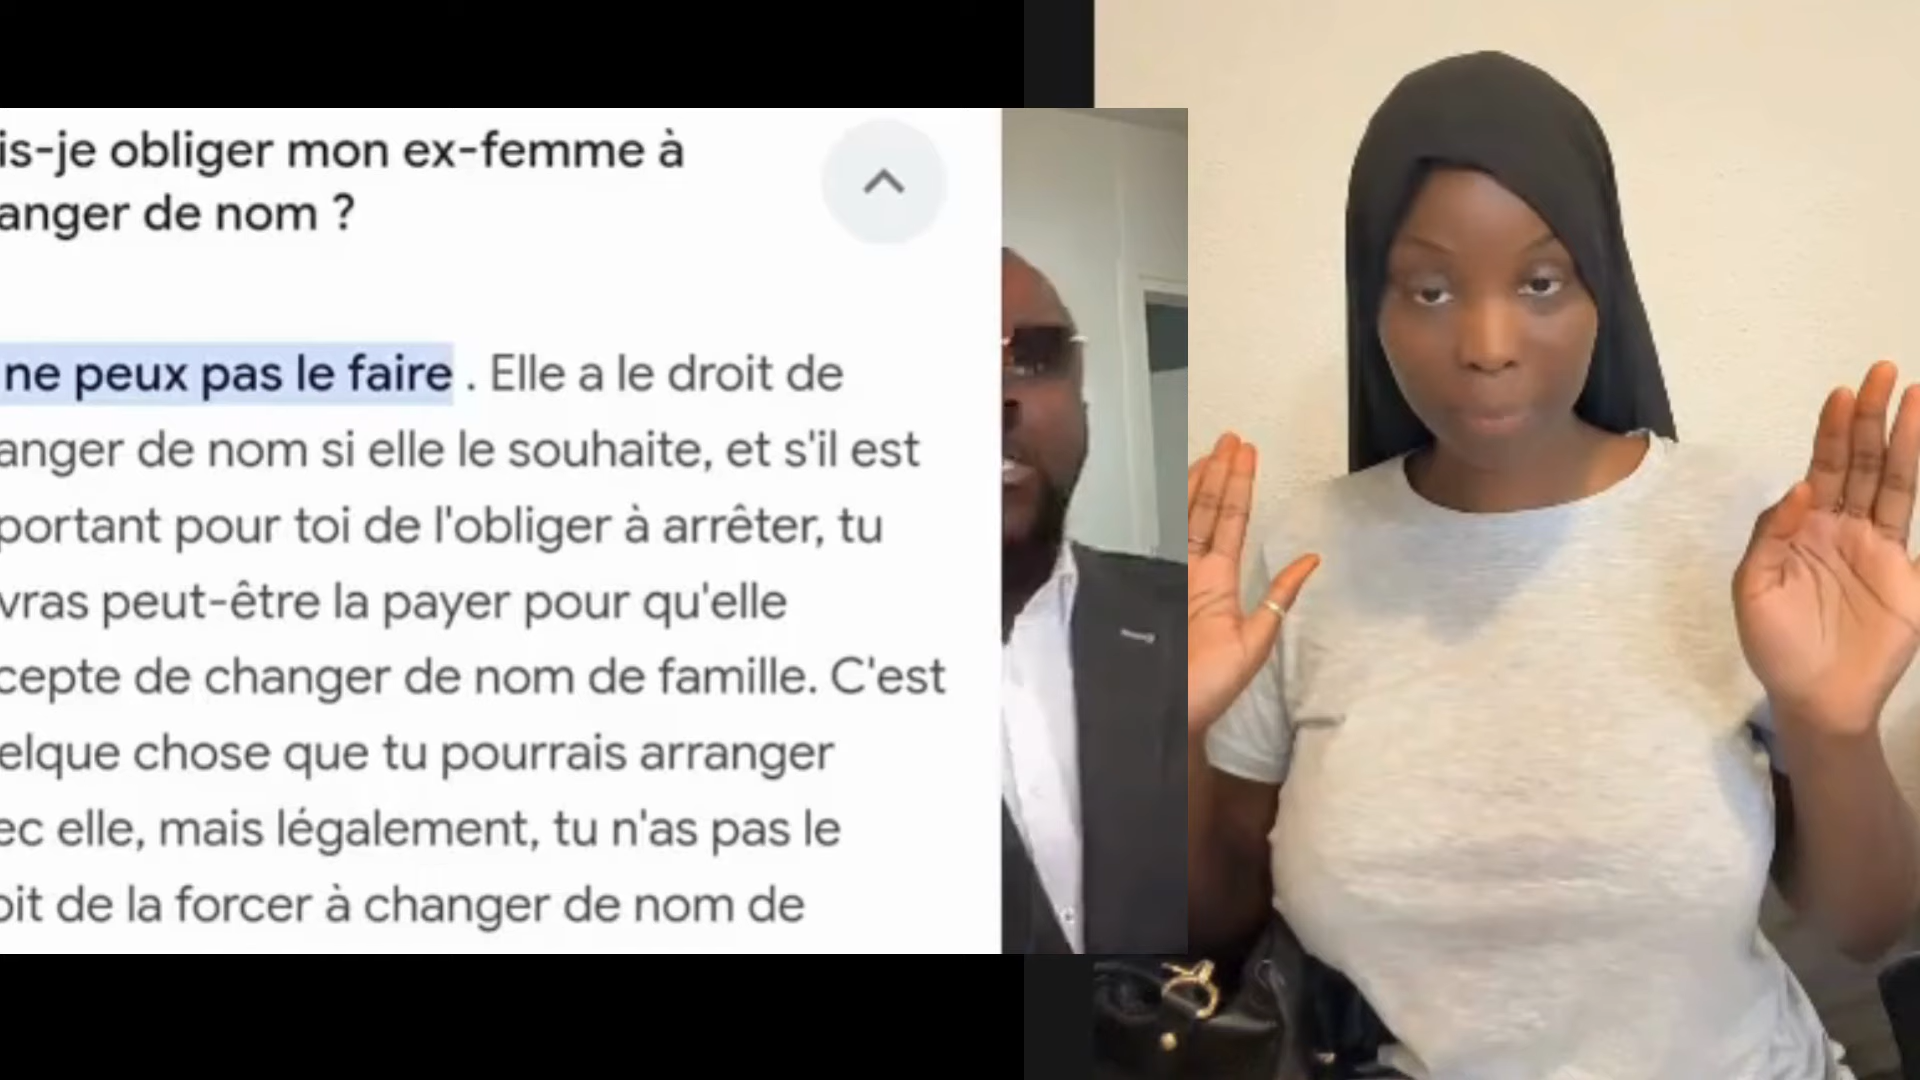 is-je obliger mon ex-femme à
anger de nom ?
ne peux pas le faire . Elle a le droit de
anger de nom si elle le souhaite, et s'il est
portant pour toi de l'obliger à arrêter, tu
vras peut-être la payer pour qu'elle
cepte de changer de nom de famille. C'est
elque chose que tu pourrais arranger
ec elle, mais légalement, tu n'as pas le
oit de la forcer à changer de nom de